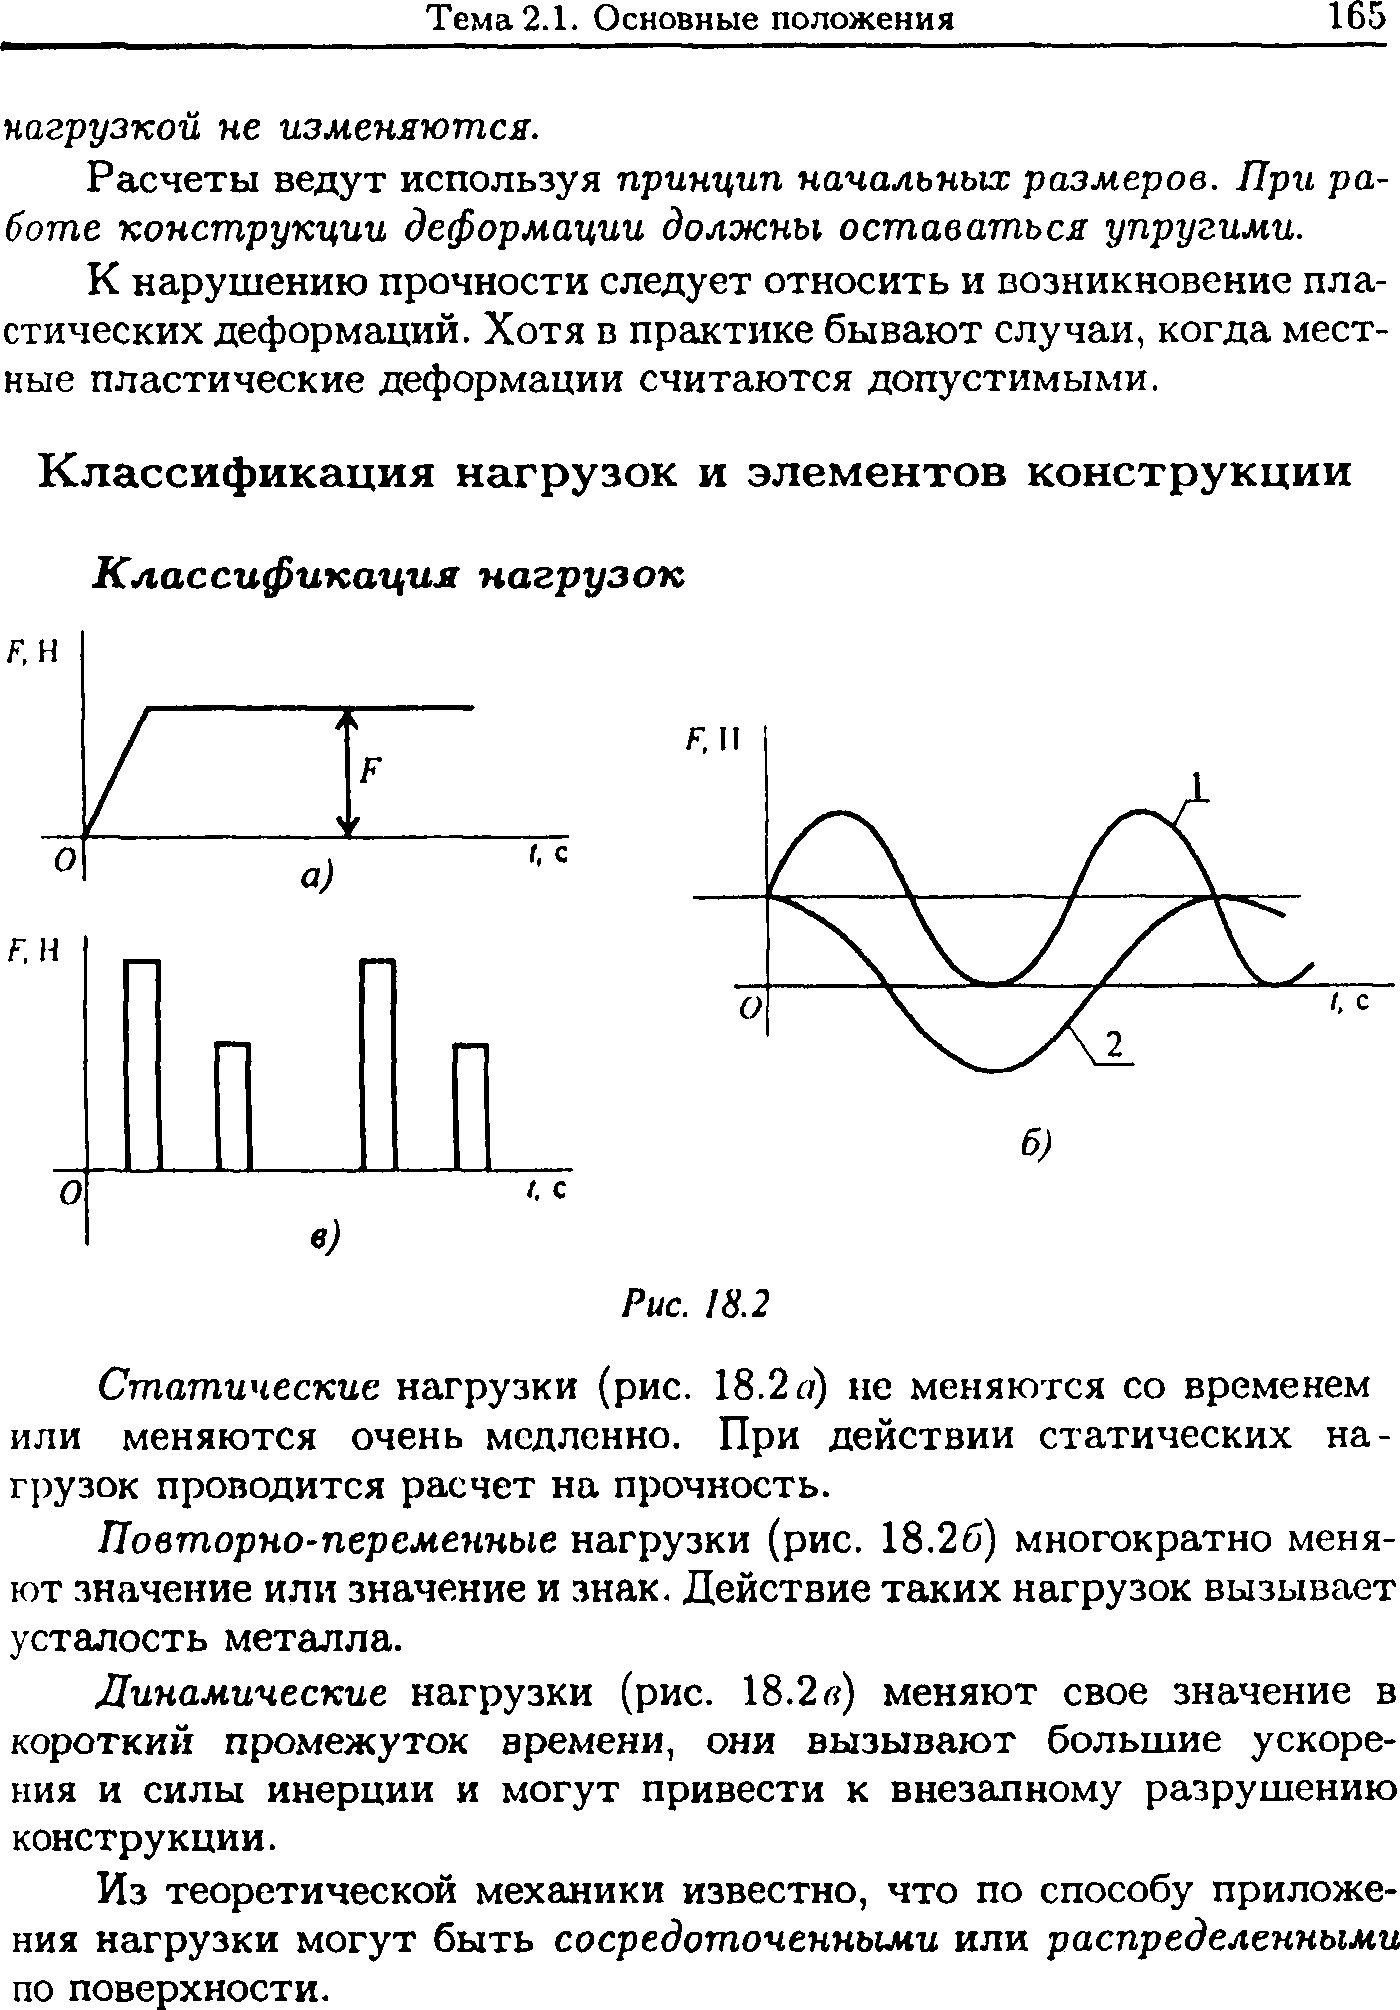 Тема 2.1. Основные положения 165
нагрузкой не изменяются.
Расчеты ведут используя принцип начальных размеров. При ра-
боте конструкции деформации должны оставаться упругими.
К нарушению прочности следует относить и возникновение пла-
стических деформаций. Хотя в практике бывают случаи, когда мест-
ные пластические деформации считаются допустимыми.
Классификация нагрузок и элементов конструкции
Классификация нагрузок
F, Н
F
O
t, с
а)
F, Н
1
O
t, с
2
б)
F, Н
O
t, с
в)
Рис. 18.2
Статические нагрузки (рис. 18.2а) не меняются со временем
или меняются очень медленно. При действии статических на-
грузок проводится расчет на прочность.
Повторно-переменные нагрузки (рис. 18.2б) многократно меня-
ют значение или значение и знак. Действие таких нагрузок вызывает
усталость металла.
Динамические нагрузки (рис. 18.2в) меняют свое значение в
короткий промежуток времени, они вызывают большие ускоре-
ния и силы инерции и могут привести к внезапному разрушению
конструкции.
Из теоретической механики известно, что по способу приложе-
ния нагрузки могут быть сосредоточенными или распределенными
по поверхности.